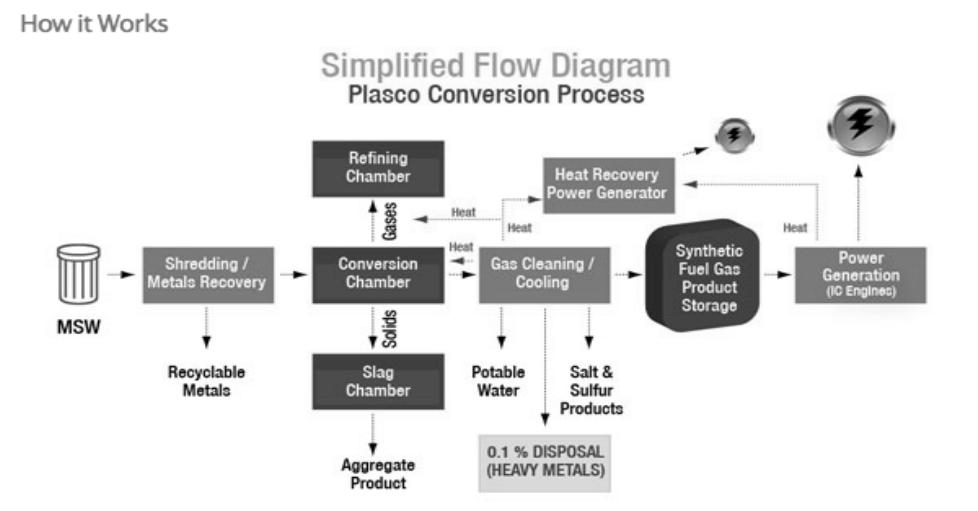 How it Works
Simplified Flow Diagram
Plasco Conversion Process
Refining
Chamber
Heat Recovery
Power Generator
Gases
Heat
Heat
Heat
Heat
MSW
Shredding /
Metals Recovery
Conversion
Chamber
Gas Cleaning /
Cooling
Synthetic
Fuel Gas
Product
Storage
Power
Generation
(IC Engines)
Solids
Recyclable
Metals
Slag
Chamber
Potable
Water
Salt &
Sulfur
Products
0.1 % DISPOSAL
(HEAVY METALS)
Aggregate
Product